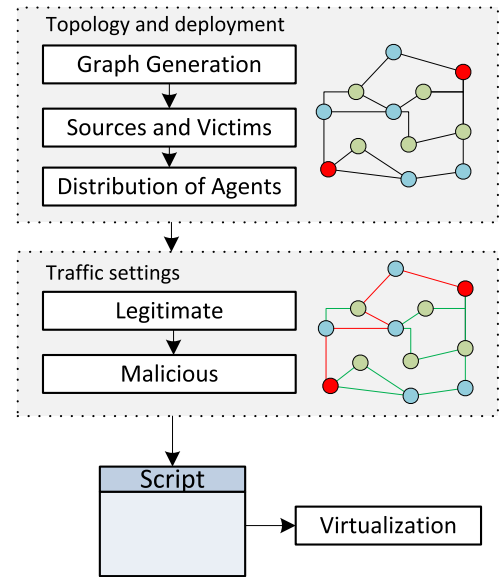 Topology and deployment
Graph Generation
Sources and Victims
Distribution of Agents
Traffic settings
Legitimate
Malicious
Script
Virtualization